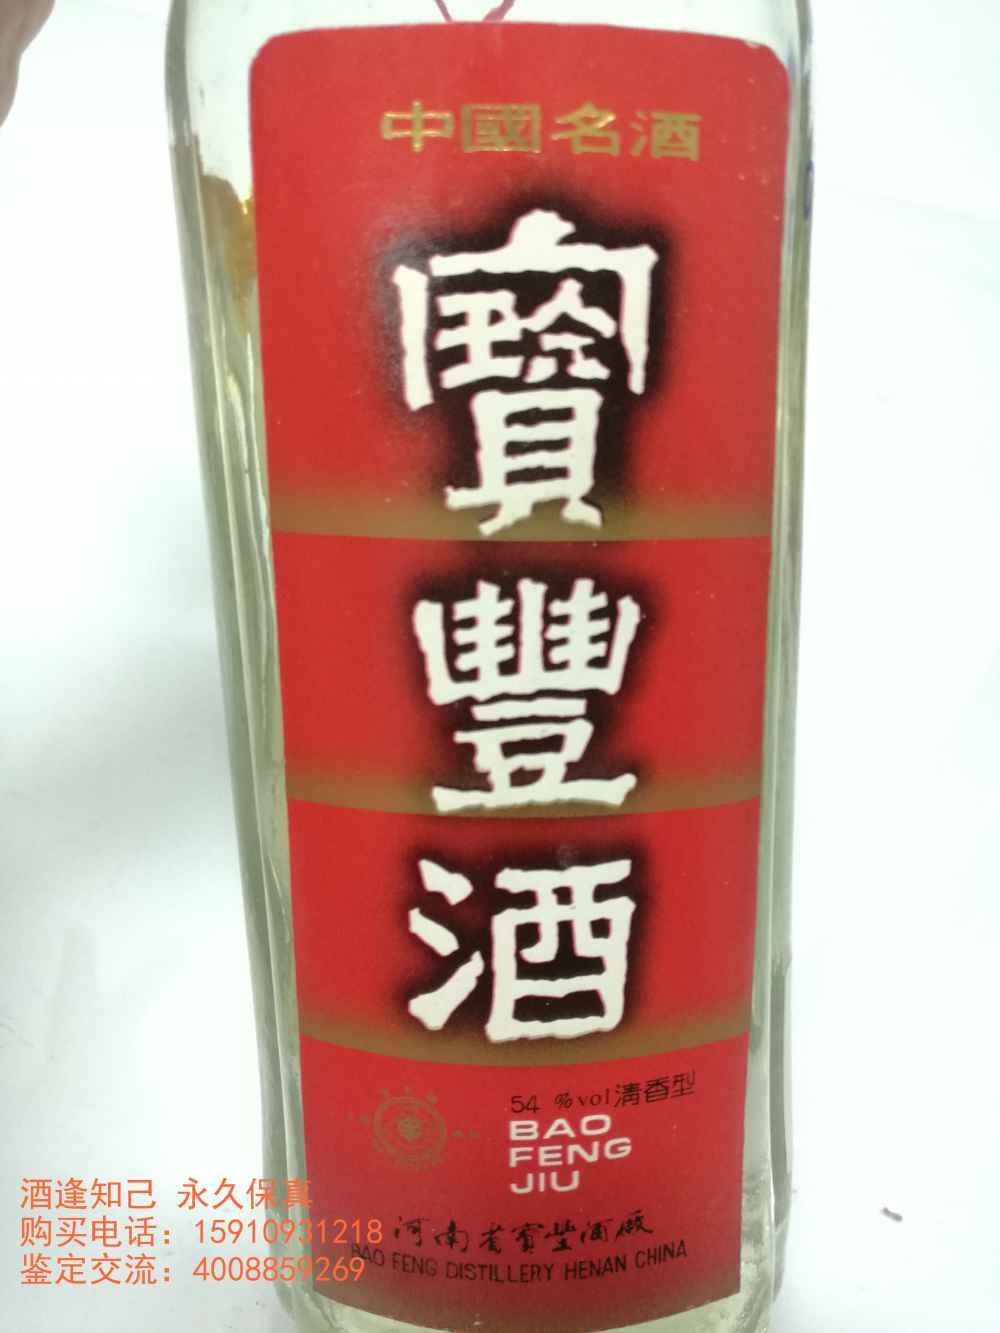 中國名酒
寶豐酒
54 %vol清香型
BAO
FENG
JIU
河南省寶豐酒廠
BAO FENG DISTILLERY HENAN CHINA
酒逢知己 永久保真
购买电话：15910931218
鉴定交流：4008859269